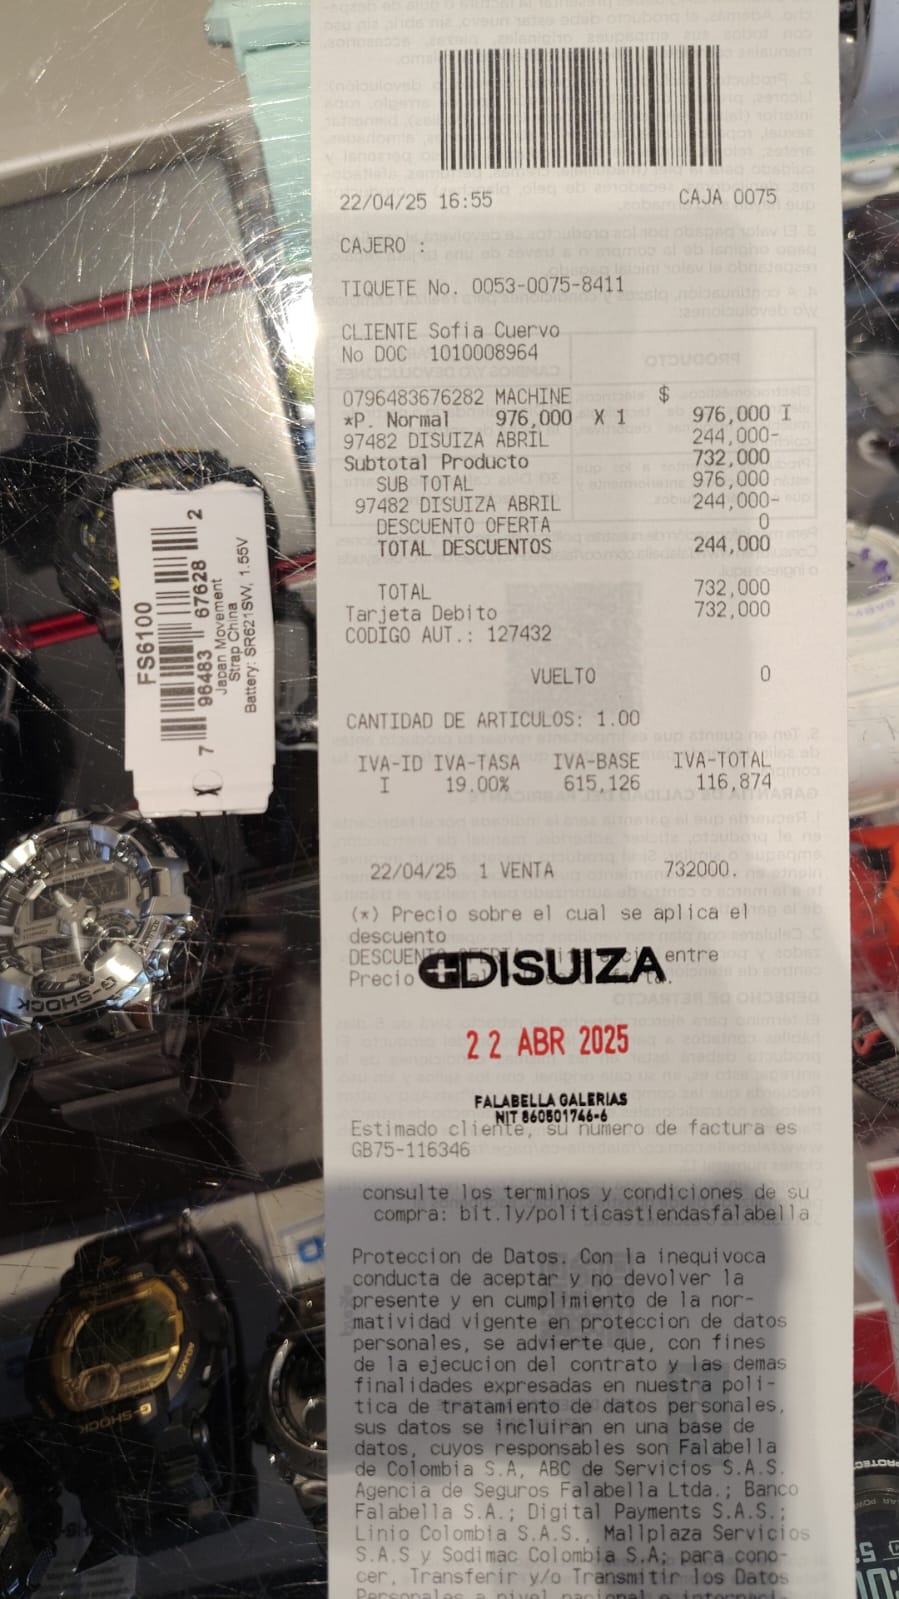 22/04/25 16:55 CAJA 0075
CAJERO :
TIQUETE No. 0053-0075-8411
CLIENTE Sofia Cuervo
No DOC 1010008964
0796483676282 MACHINE $
*P. Normal 976,000 X 1 976,000 I
97482 DISUIZA ABRIL 244,000-
Subtotal Producto 732,000
SUB TOTAL 976,000
97482 DISUIZA ABRIL 244,000-
DESCUENTO OFERTA 0
TOTAL DESCUENTOS 244,000
TOTAL 732,000
Tarjeta Debito 732,000
CODIGO AUT.: 127432
VUELTO 0
CANTIDAD DE ARTICULOS: 1.00
IVA-ID IVA-TASA IVA-BASE IVA-TOTAL
I 19.00% 615,126 116,874
22/04/25 1 VENTA 732000.
(*) Precio sobre el cual se aplica el
descuento
entre
Precio
DISUIZA
22 ABR 2025
FALABELLA GALERIAS
NIT 860501746-6
Estimado cliente, su numero de factura es
GB75-116346
consulte los terminos y condiciones de su
compra: bit.ly/politicastiendasfalabella
Proteccion de Datos. Con la inequivoca
conducta de aceptar y no devolver la
presente y en cumplimiento de la nor-
matividad vigente en proteccion de datos
personales, se advierte que, con fines
de la ejecucion del contrato y las demas
finalidades expresadas en nuestra poli-
tica de tratamiento de datos personales,
sus datos se incluiran en una base de
datos, cuyos responsables son Falabella
de Colombia S.A, ABC de Servicios S.A.S.
Agencia de Seguros Falabella Ltda.; Banco
Falabella S.A.; Digital Payments S.A.S.;
Linio Colombia S.A.S., Mallplaza Servicios
S.A.S y Sodimac Colombia S.A; para cono-
cer, Transferir y/o Transmitir los Datos
FS6100
7 96483 67628 2
Japan Movement
Strap China
Battery: SR621SW, 1.55V
G-SHOCK
G-SHOCK